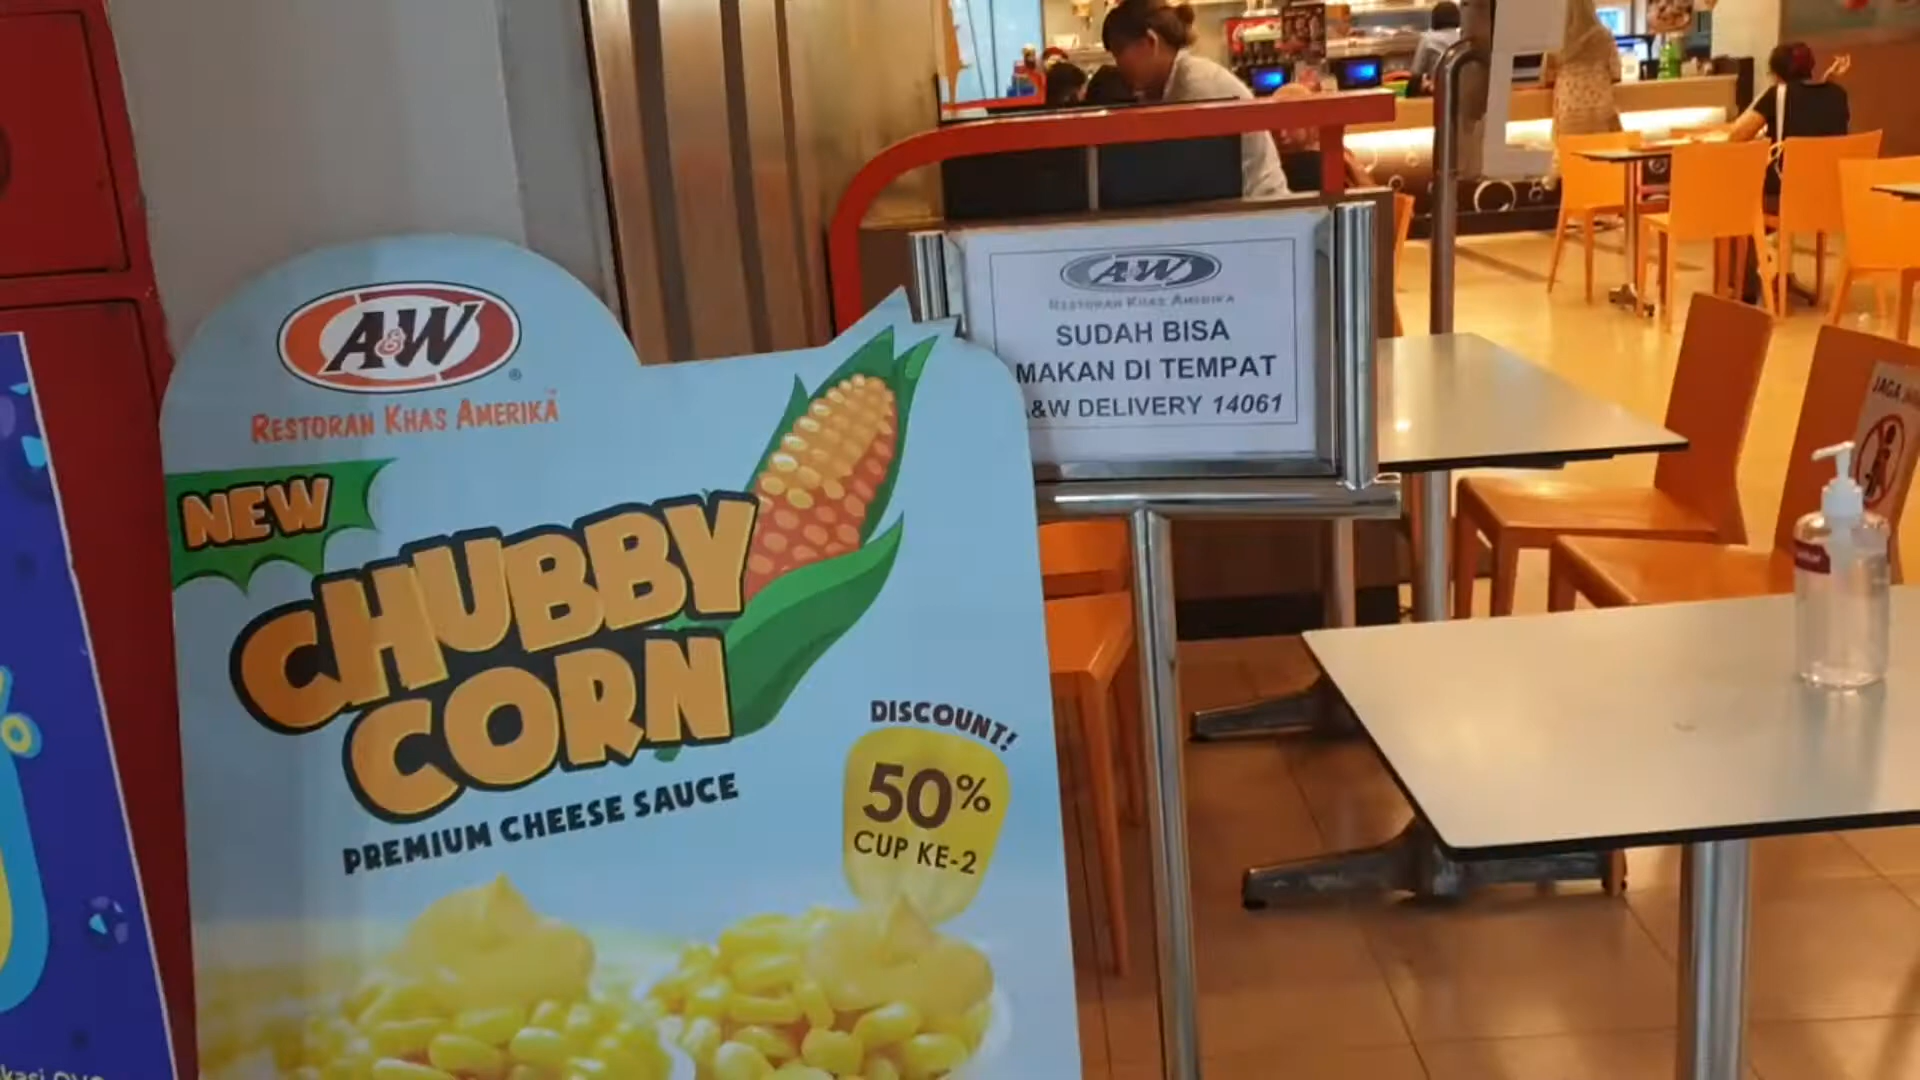 A&W
RESTORAN KHAS AMERIKA
NEW
CHUBBY
CORN
PREMIUM CHEESE SAUCE
DISCOUNT!
50%
CUP KE-2
A&W
RESTORAN KHAS AMERIKA
SUDAH BISA
MAKAN DI TEMPAT
&W DELIVERY 14061
JAGA